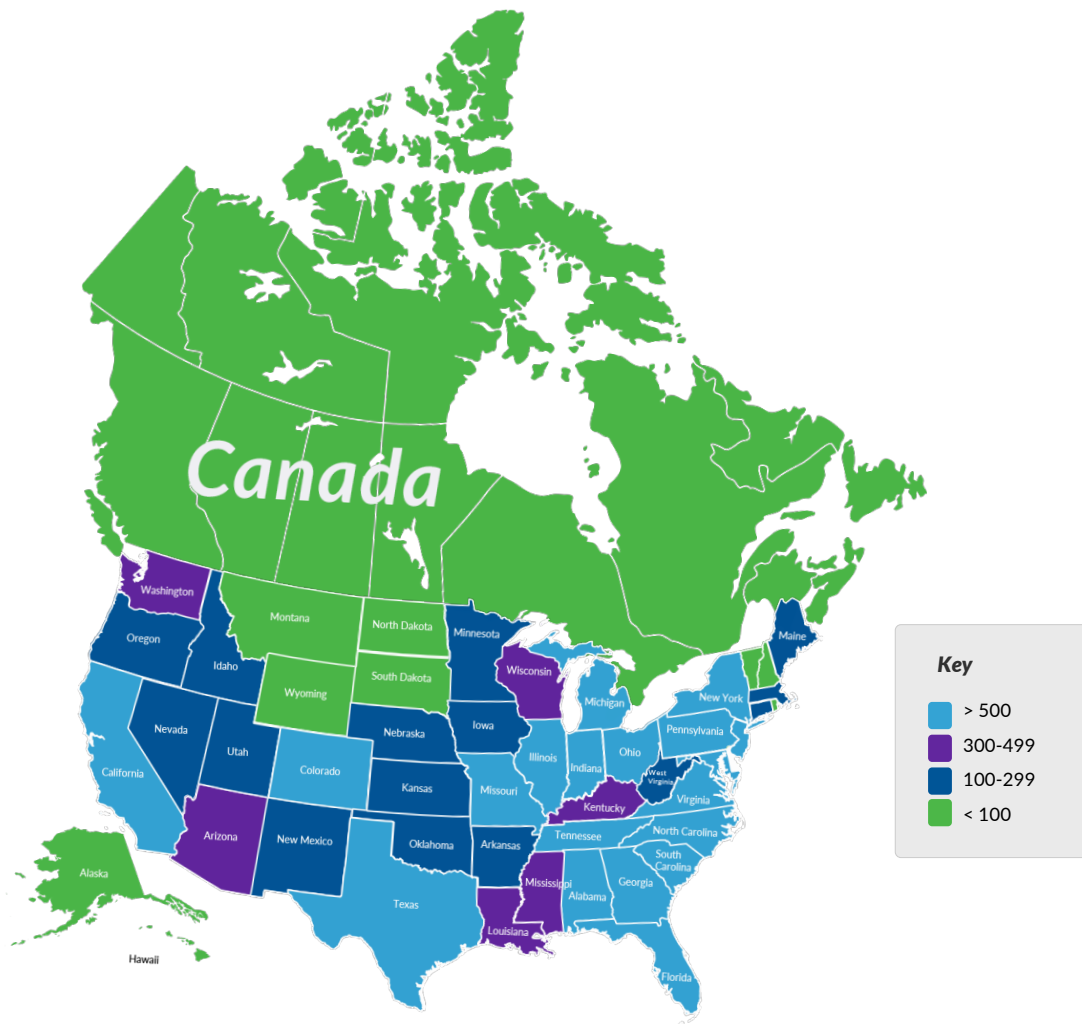 Canada
Washington
Montana
North Dakota
Minnesota
Maine
Oregon
Idaho
Wisconsin
South Dakota
Wyoming
Michigan
New York
Nevada
Iowa
Nebraska
Pennsylvania
Utah
Illinois
Ohio
California
Colorado
Indiana
West
Virginia
Kansas
Missouri
Virginia
Kentucky
Arizona
New Mexico
Oklahoma
Arkansas
Tennessee
North Carolina
South
Carolina
Alaska
Mississippi
Georgia
Alabama
Texas
Louisiana
Hawaii
Florida
Key
> 500
300-499
100-299
< 100